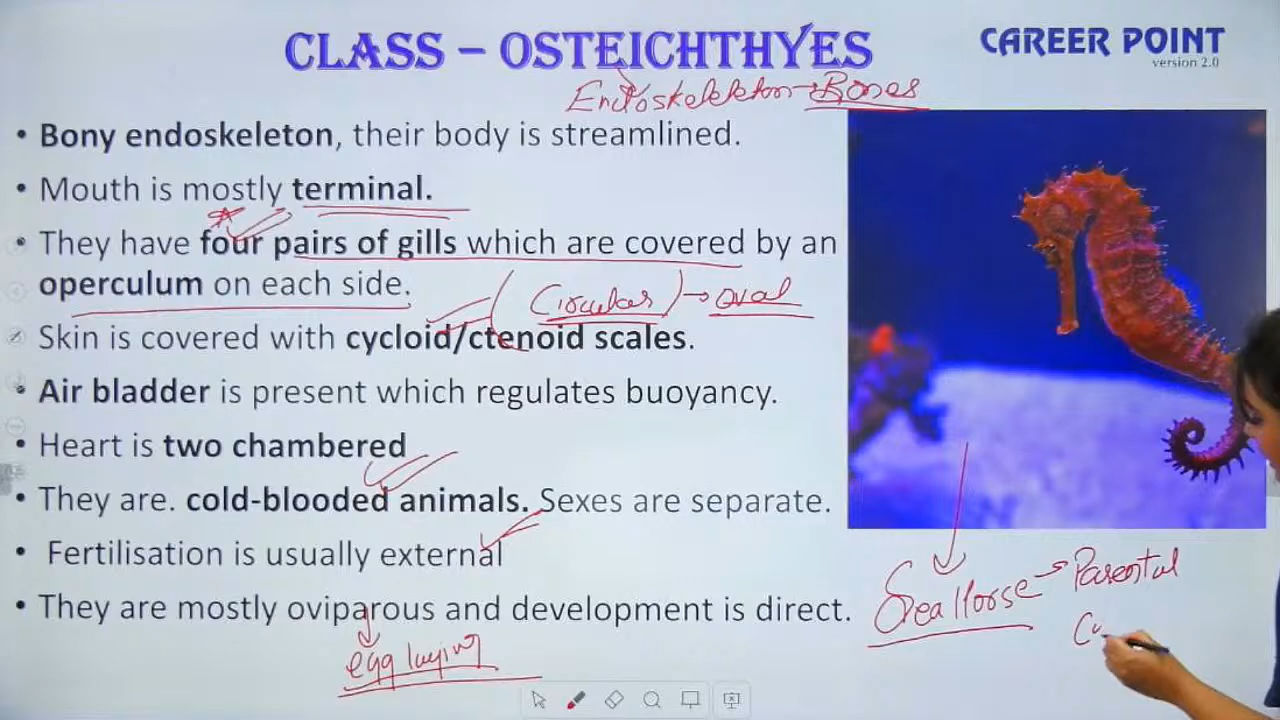 CLASS – OSTEICHTHYES
CAREER POINT
version 2.0
Endoskeleton → Bones
• Bony endoskeleton, their body is streamlined.
• Mouth is mostly terminal.
• They have four pairs of gills which are covered by an
operculum on each side.
(Circular) → oval
• Skin is covered with cycloid/ctenoid scales.
• Air bladder is present which regulates buoyancy.
• Heart is two chambered
• They are. cold-blooded animals. Sexes are separate.
• Fertilisation is usually external
• They are mostly oviparous and development is direct.
egg laying
Sea Horse → Parental